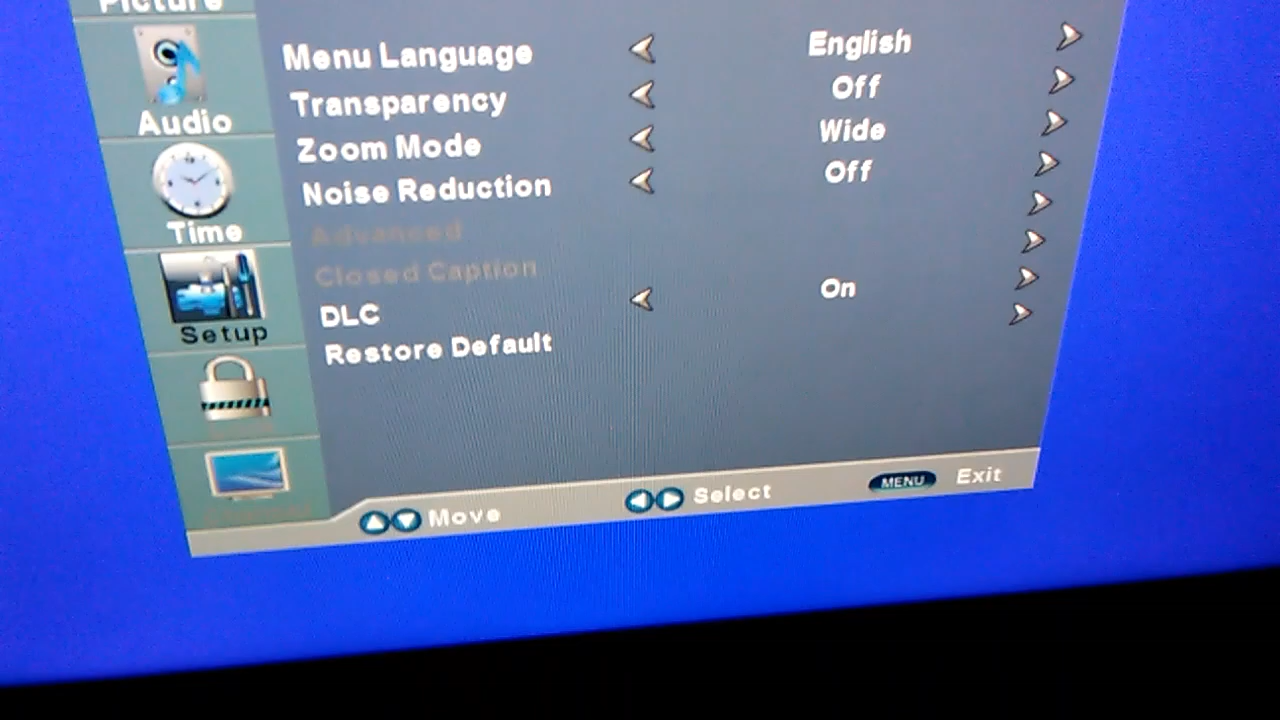 Picture
Menu Language English
Audio
Transparency Off
Zoom Mode Wide
Noise Reduction Off
Time
Advanced
Closed Caption
Setup
DLC On
Restore Default
Move Select MENU Exit